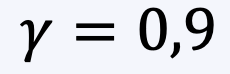 γ = 0,9